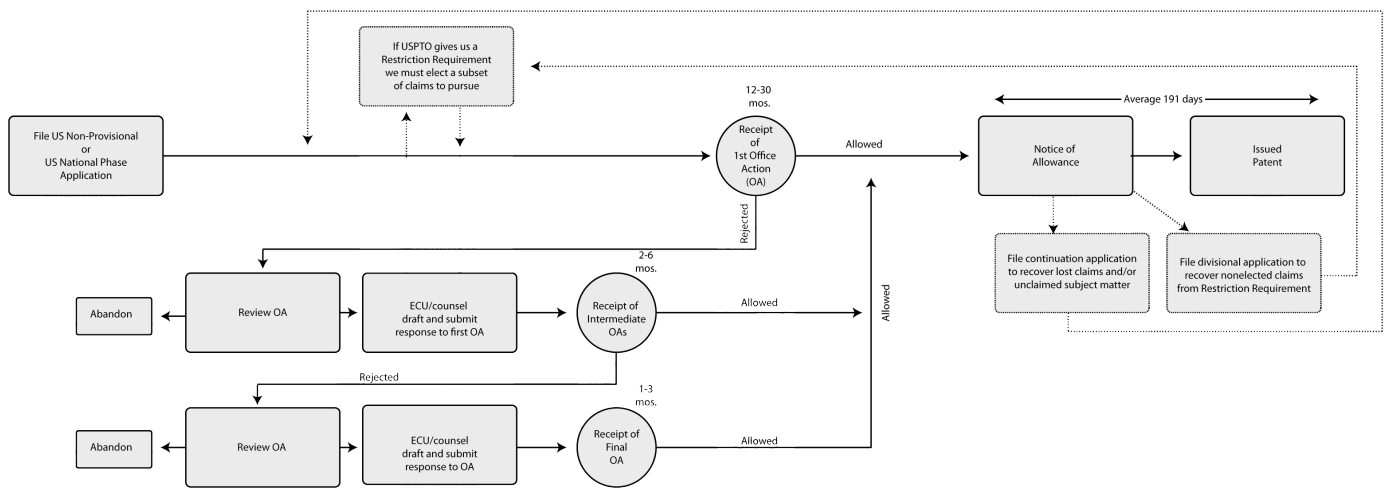 If USPTO gives us a
Restriction Requirement
we must elect a subset
of claims to pursue
12-30
mos.
Average 191 days
File US Non-Provisional
or
US National Phase
Application
Receipt
of
1st Office
Action
(OA)
Allowed
Notice of
Allowance
Issued
Patent
Rejected
File continuation application
to recover lost claims and/or
unclaimed subject matter
File divisional application to
recover nonelected claims
from Restriction Requirement
2-6
mos.
Abandon
Review OA
ECU/counsel
draft and submit
response to first OA
Receipt of
Intermediate
OAs
Allowed
Allowed
Rejected
1-3
mos.
Abandon
Review OA
ECU/counsel
draft and submit
response to OA
Receipt of
Final
OA
Allowed